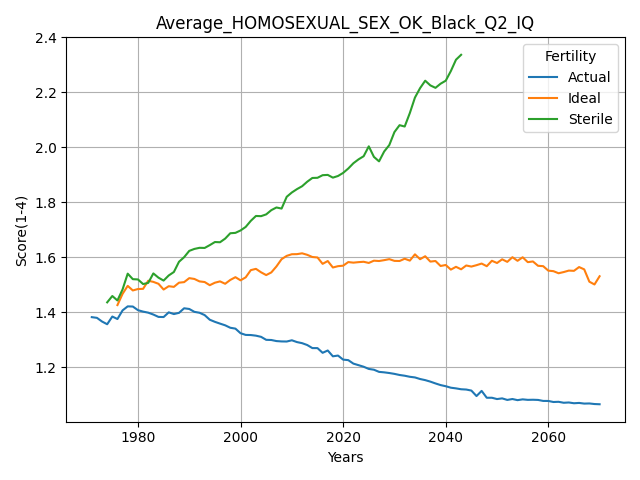 Average_HOMOSEXUAL_SEX_OK_Black_Q2_IQ
Score(1-4)
2.4
2.2
2.0
1.8
1.6
1.4
1.2
Fertility
Actual
Ideal
Sterile
1980 2000 2020 2040 2060
Years